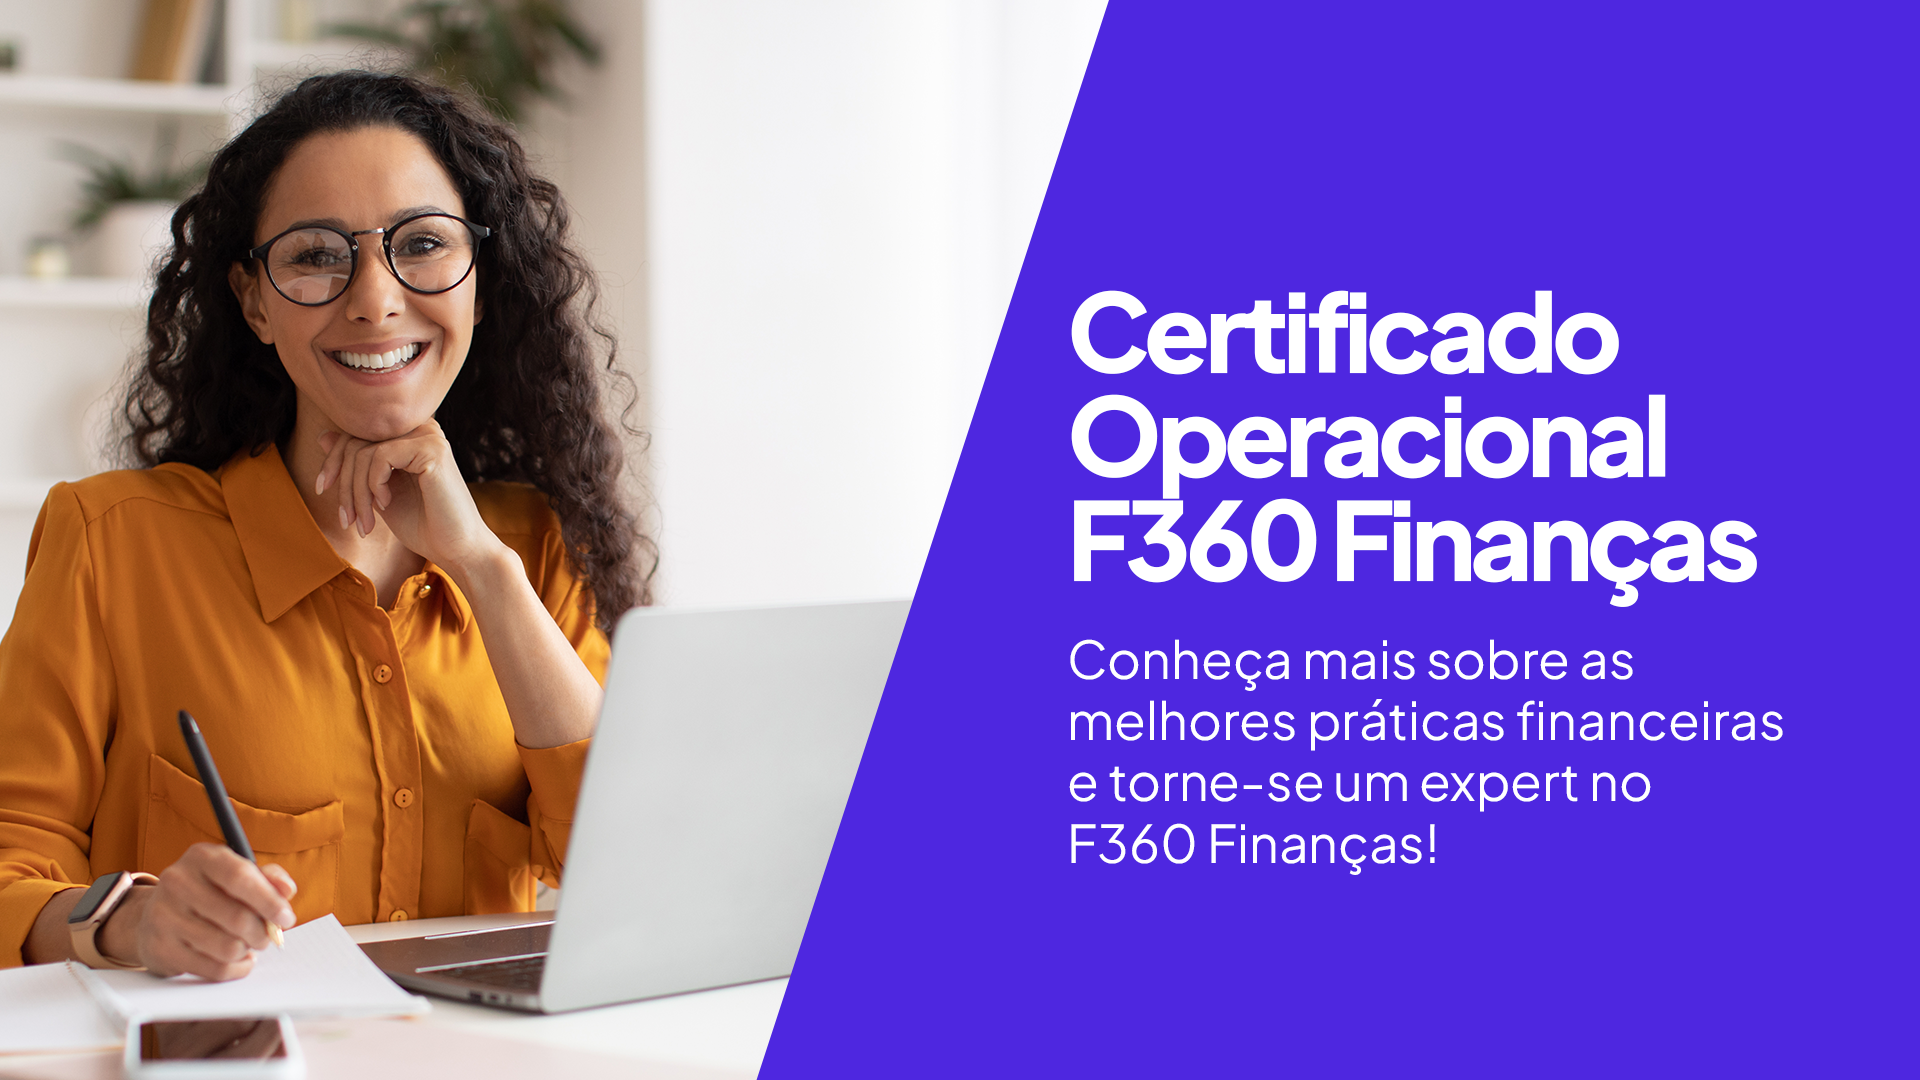 Certificado
Operacional
F360 Finanças
Conheça mais sobre as
melhores práticas financeiras
e torne-se um expert no
F360 Finanças!